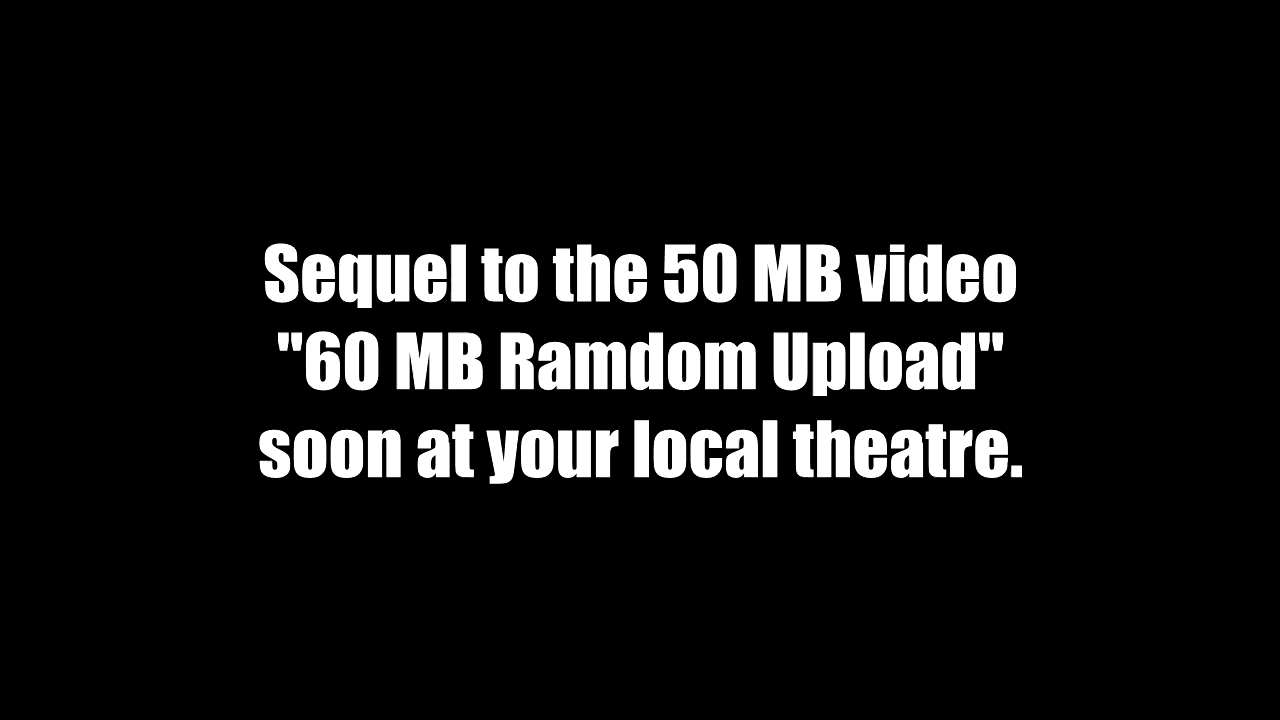 Sequel to the 50 MB video
"60 MB Ramdom Upload"
soon at your local theatre.